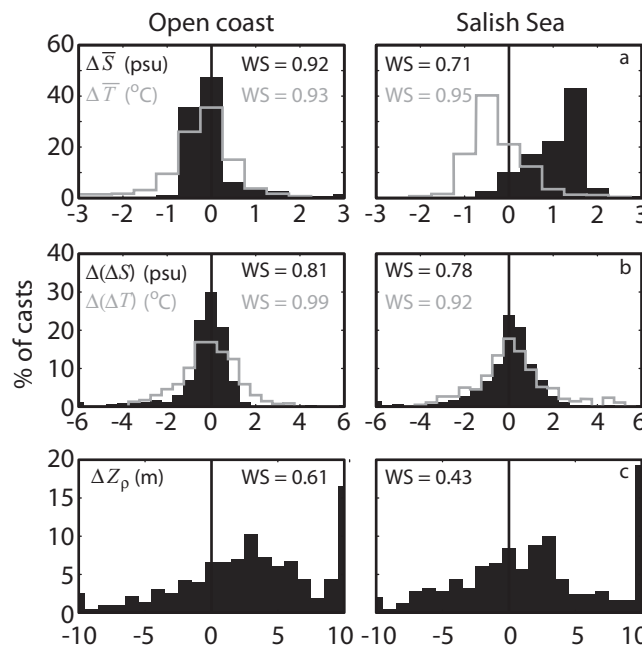 Open coast
Salish Sea
60
40
20
0
ΔS̅ (psu)
ΔT̅ (°C)
WS = 0.92
WS = 0.93
-3 -2 -1 0 1 2 3
WS = 0.71
WS = 0.95
a
-3 -2 -1 0 1 2 3
% of casts
40
30
20
10
0
Δ(ΔS) (psu)
Δ(ΔT) (°C)
WS = 0.81
WS = 0.99
-6 -4 -2 0 2 4 6
WS = 0.78
WS = 0.92
b
-6 -4 -2 0 2 4 6
20
15
10
5
0
ΔZρ (m)
WS = 0.61
-10 -5 0 5 10
WS = 0.43
c
-10 -5 0 5 10